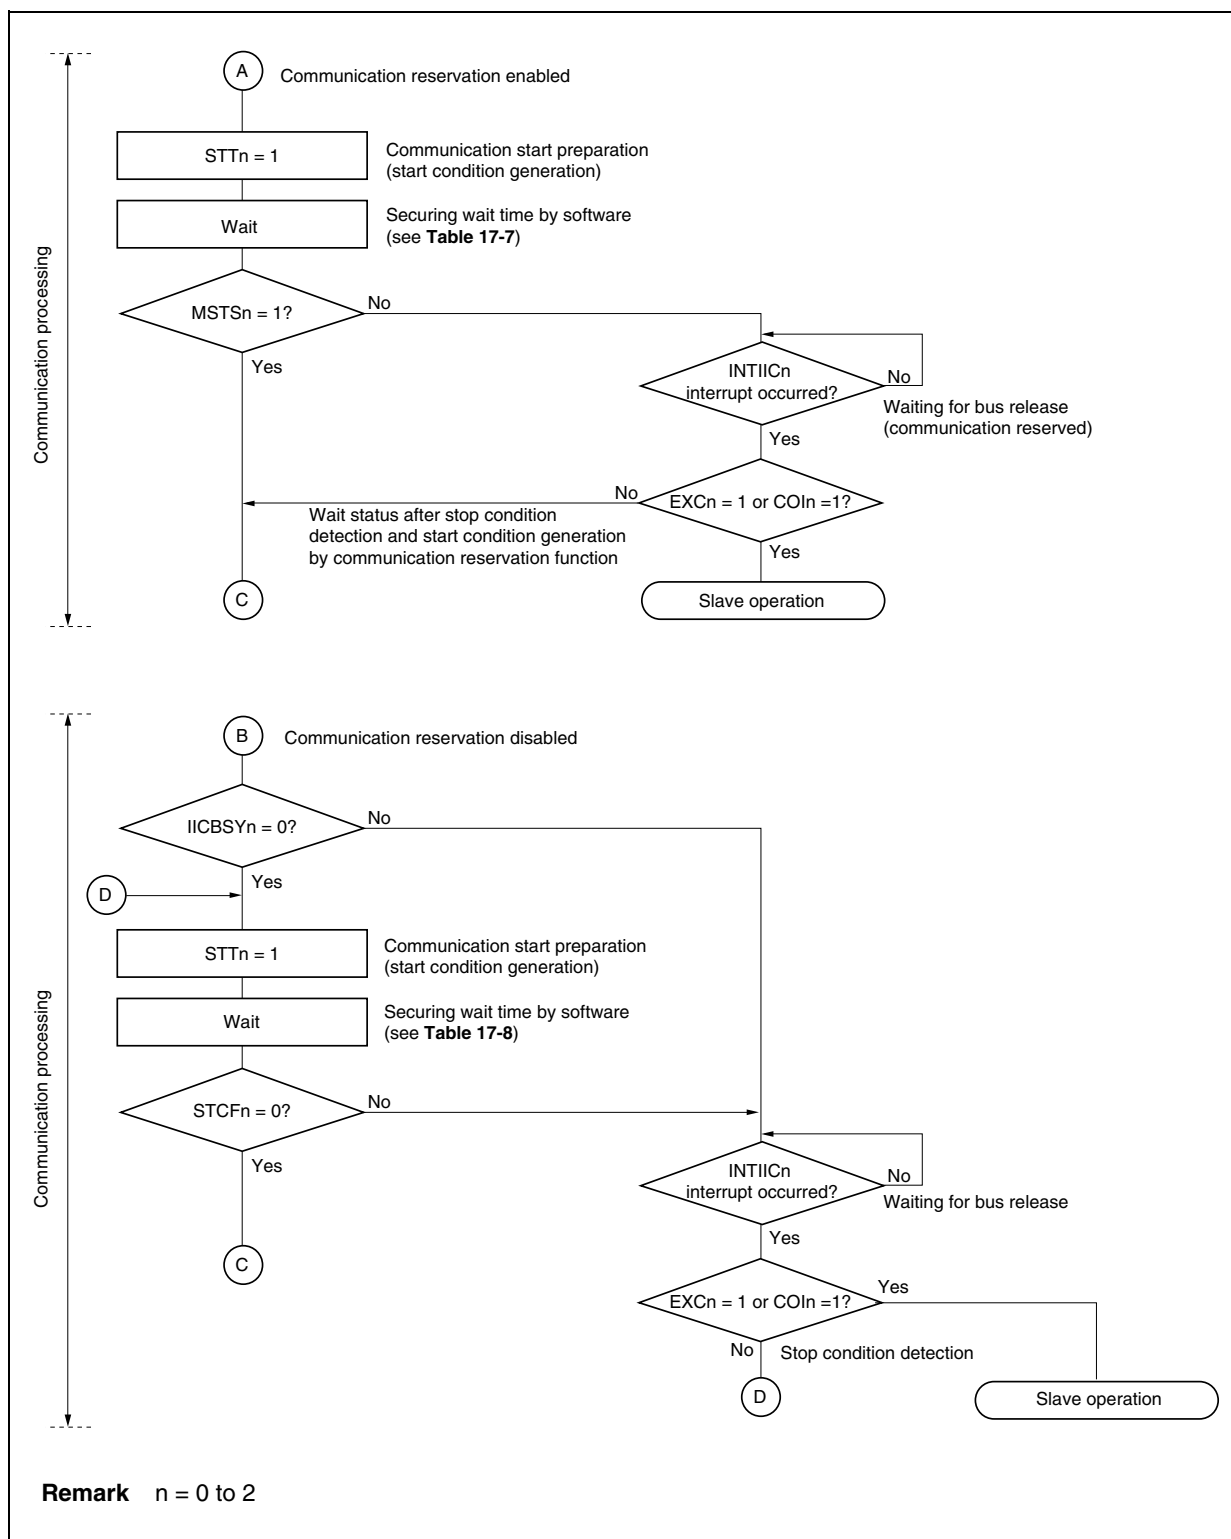 A
Communication reservation enabled
STTn = 1
Communication start preparation
(start condition generation)
Wait
Securing wait time by software
(see Table 17-7)
Communication processing
MSTSn = 1?
No
Yes
INTIICn
interrupt occurred?
No
Waiting for bus release
(communication reserved)
Yes
EXCn = 1 or COIn =1?
No
Wait status after stop condition
detection and start condition generation
by communication reservation function
Yes
C
Slave operation
B
Communication reservation disabled
IICBSYn = 0?
No
Yes
D
STTn = 1
Communication start preparation
(start condition generation)
Wait
Securing wait time by software
(see Table 17-8)
Communication processing
STCFn = 0?
No
Yes
INTIICn
interrupt occurred?
No
Waiting for bus release
Yes
C
EXCn = 1 or COIn =1?
Yes
No
Stop condition detection
D
Slave operation
Remark n = 0 to 2